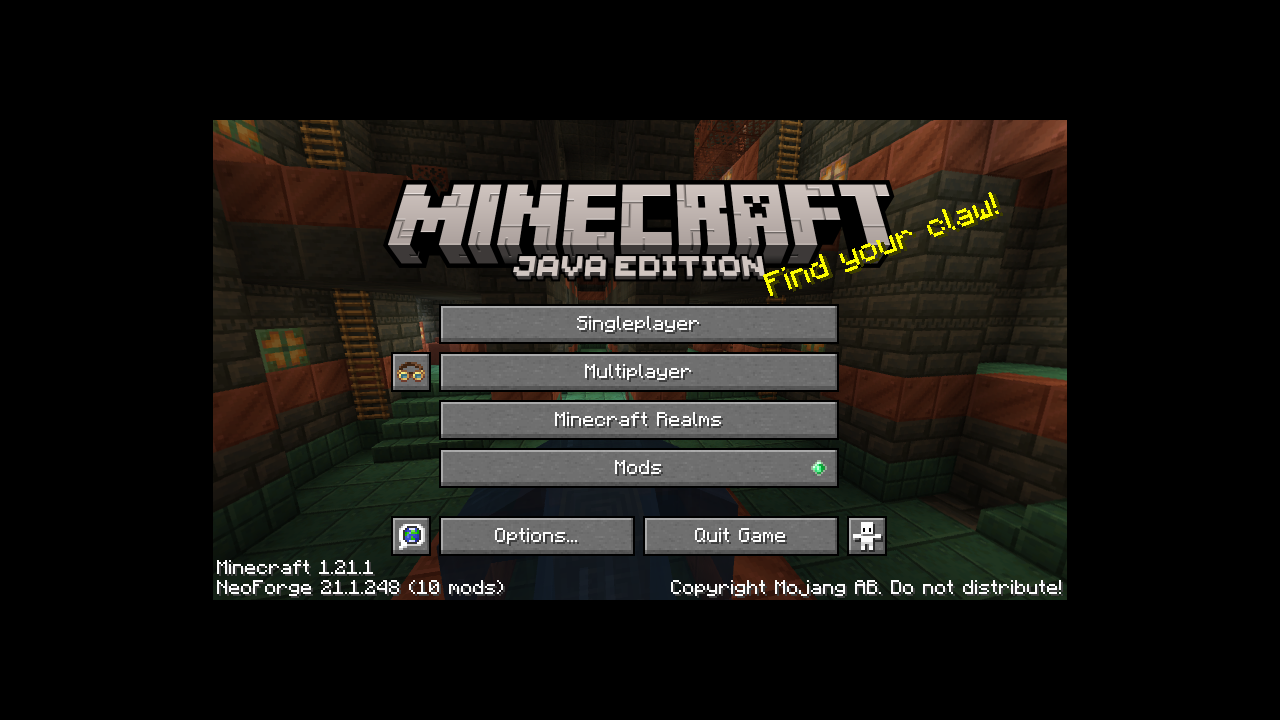 MINECRAFT
JAVA EDITION
Find your claw!
Singleplayer
Multiplayer
Minecraft Realms
Mods
Options...
Quit Game
Minecraft 1.21.1
NeoForge 21.1.248 (10 mods)
Copyright Mojang AB. Do not distribute!